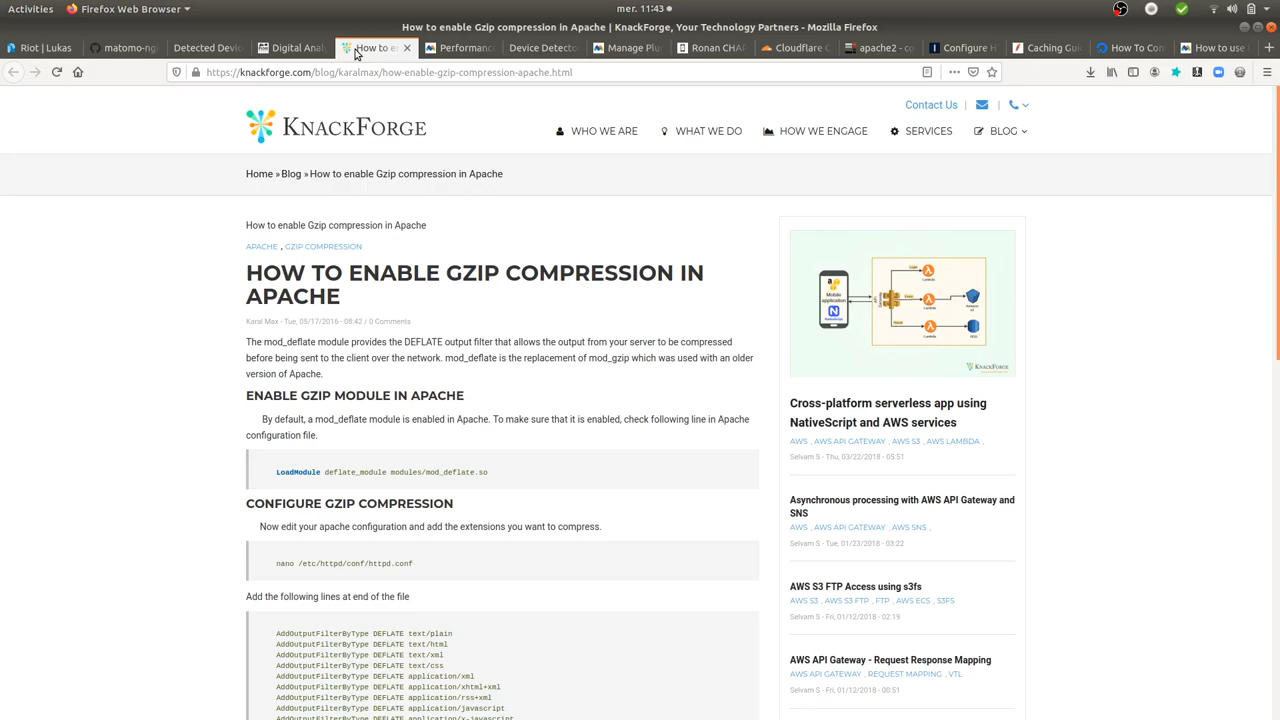 Activities Firefox Web Browser mer. 11:43
How to enable Gzip compression in Apache | KnackForge - Mozilla Firefox
Riot | Lukas matomo-ng Detected Devic Digital Anal How to en Performanc Device Detecto Manage Plu Ronan CHA Cloudflare C apache2 - co Configure H Caching Gui How To Con How to use
https://knackforge.com/blog/karalmax/how-enable-gzip-compression-apache.html
Contact Us | |
KNACKFORGE
WHO WE ARE WHAT WE DO HOW WE ENGAGE SERVICES BLOG
Home » Blog » How to enable Gzip compression in Apache
How to enable Gzip compression in Apache
APACHE , GZIP COMPRESSION
HOW TO ENABLE GZIP COMPRESSION IN
APACHE
Karal Max - Tue, 05/17/2016 - 08:42 / 0 Comments
The mod_deflate module provides the DEFLATE output filter that allows the output from your server to be compressed
before being sent to the client over the network. mod_deflate is the replacement of mod_gzip which was used with an older
version of Apache.
ENABLE GZIP MODULE IN APACHE
By default, a mod_deflate module is enabled in Apache. To make sure that it is enabled, check following line in Apache
configuration file.
LoadModule deflate_module modules/mod_deflate.so
CONFIGURE GZIP COMPRESSION
Now edit your apache configuration and add the extensions you want to compress.
nano /etc/httpd/conf/httpd.conf
Add the following lines at end of the file
AddOutputFilterByType DEFLATE text/plain
AddOutputFilterByType DEFLATE text/html
AddOutputFilterByType DEFLATE text/xml
AddOutputFilterByType DEFLATE text/css
AddOutputFilterByType DEFLATE application/xml
AddOutputFilterByType DEFLATE application/xhtml+xml
AddOutputFilterByType DEFLATE application/rss+xml
AddOutputFilterByType DEFLATE application/javascript
AddOutputFilterByType DEFLATE application/x-javascript
Mobile
application
Lambda
Lambda
Lambda
KNACKFORGE
Cross-platform serverless app using
NativeScript and AWS services
AWS , AWS API GATEWAY , AWS S3 , AWS LAMBDA ,
Selvam S - Thu, 03/22/2018 - 05:51
Asynchronous processing with AWS API Gateway and
SNS
AWS , AWS API GATEWAY , AWS SNS ,
Selvam S - Tue, 01/23/2018 - 03:22
AWS S3 FTP Access using s3fs
AWS S3 , AWS S3 FTP , FTP , AWS ECS , S3FS
Selvam S - Fri, 01/12/2018 - 02:19
AWS API Gateway - Request Response Mapping
AWS API GATEWAY , REQUEST MAPPING , VTL
Selvam S - Fri, 01/12/2018 - 00:51